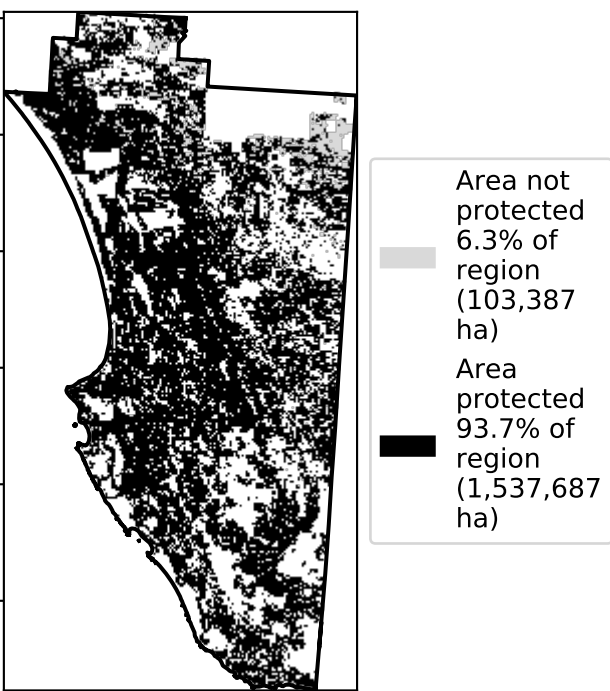 Area not
protected
6.3% of
region
(103,387
ha)
Area
protected
93.7% of
region
(1,537,687
ha)